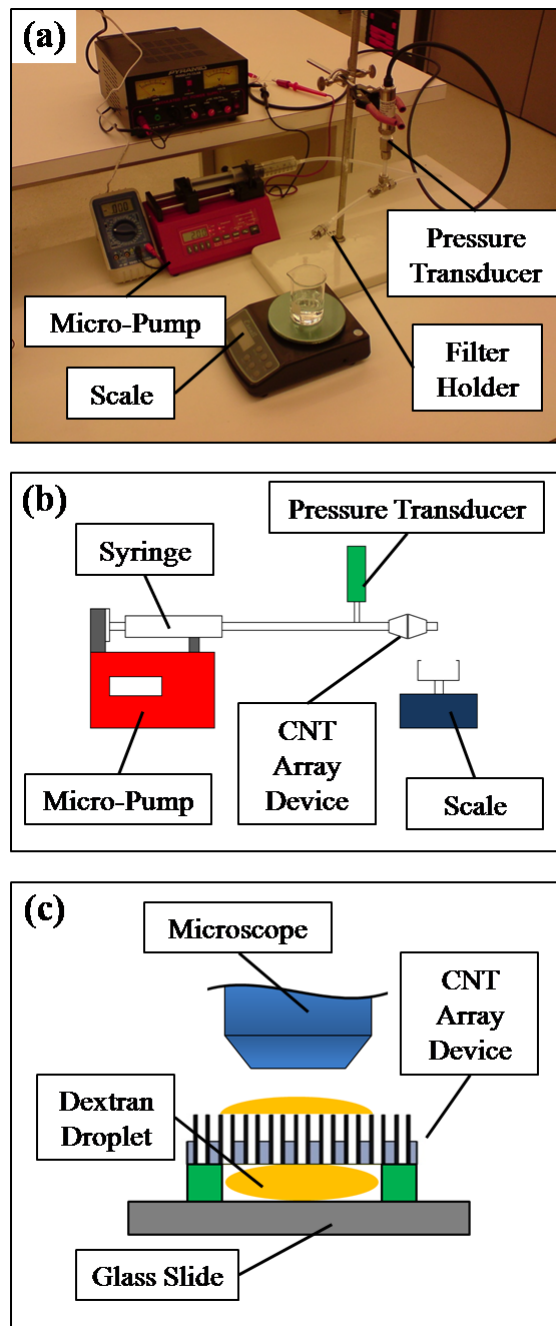 (a)
PYRAMID
Pressure
Transducer
Micro-Pump
Filter
Holder
Scale
(b)
Pressure Transducer
Syringe
CNT
Array
Device
Micro-Pump
Scale
(c)
Microscope
CNT
Array
Device
Dextran
Droplet
Glass Slide